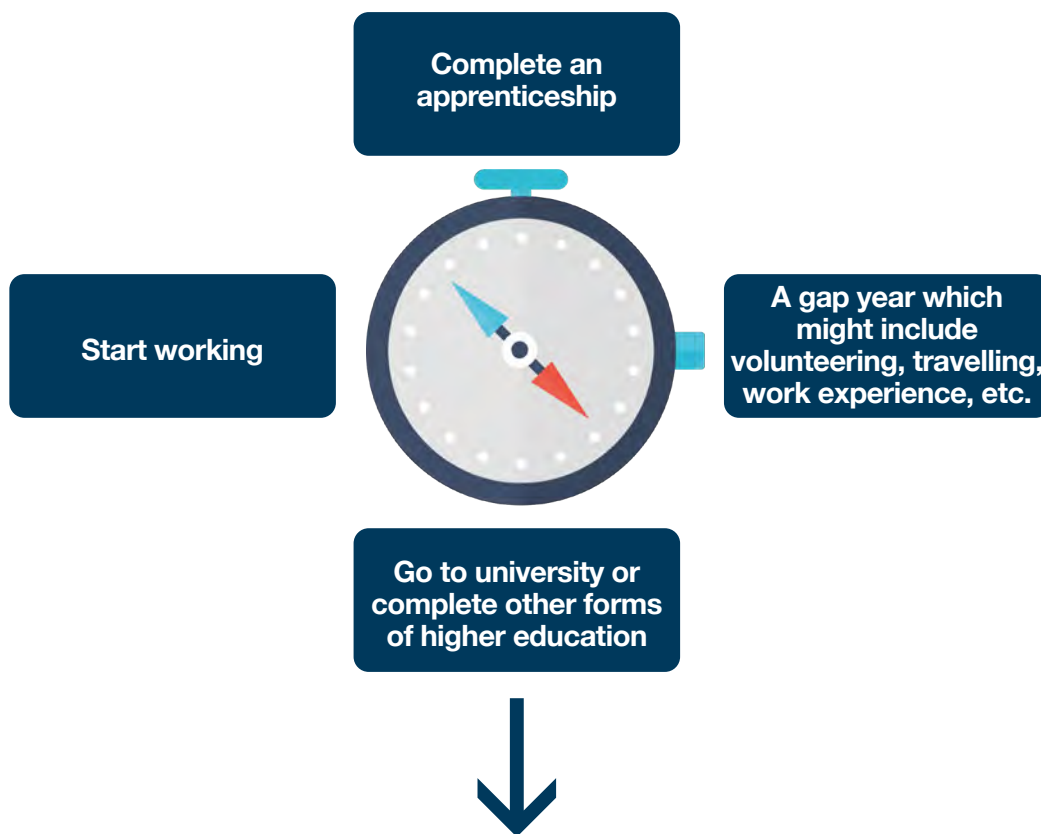 Complete an
apprenticeship
Start working
A gap year which
might include
volunteering, travelling,
work experience, etc.
Go to university or
complete other forms
of higher education